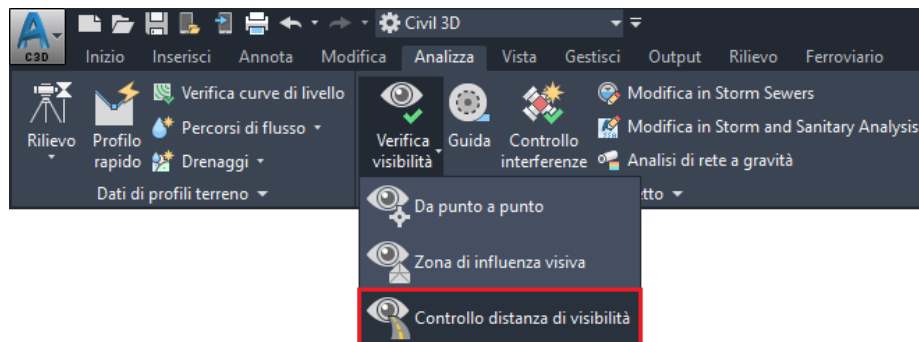 C3D
Civil 3D
Inizio Inserisci Annota Modifica Analizza Vista Gestisci Output Rilievo Ferroviario
Rilievo
Profilo
rapido
Verifica curve di livello
Percorsi di flusso
Drenaggi
Dati di profili terreno
Verifica
visibilità
Guida
Controllo
interferenze
Modifica in Storm Sewers
Modifica in Storm and Sanitary Analysis
Analisi di rete a gravità
etto
Da punto a punto
Zona di influenza visiva
Controllo distanza di visibilità